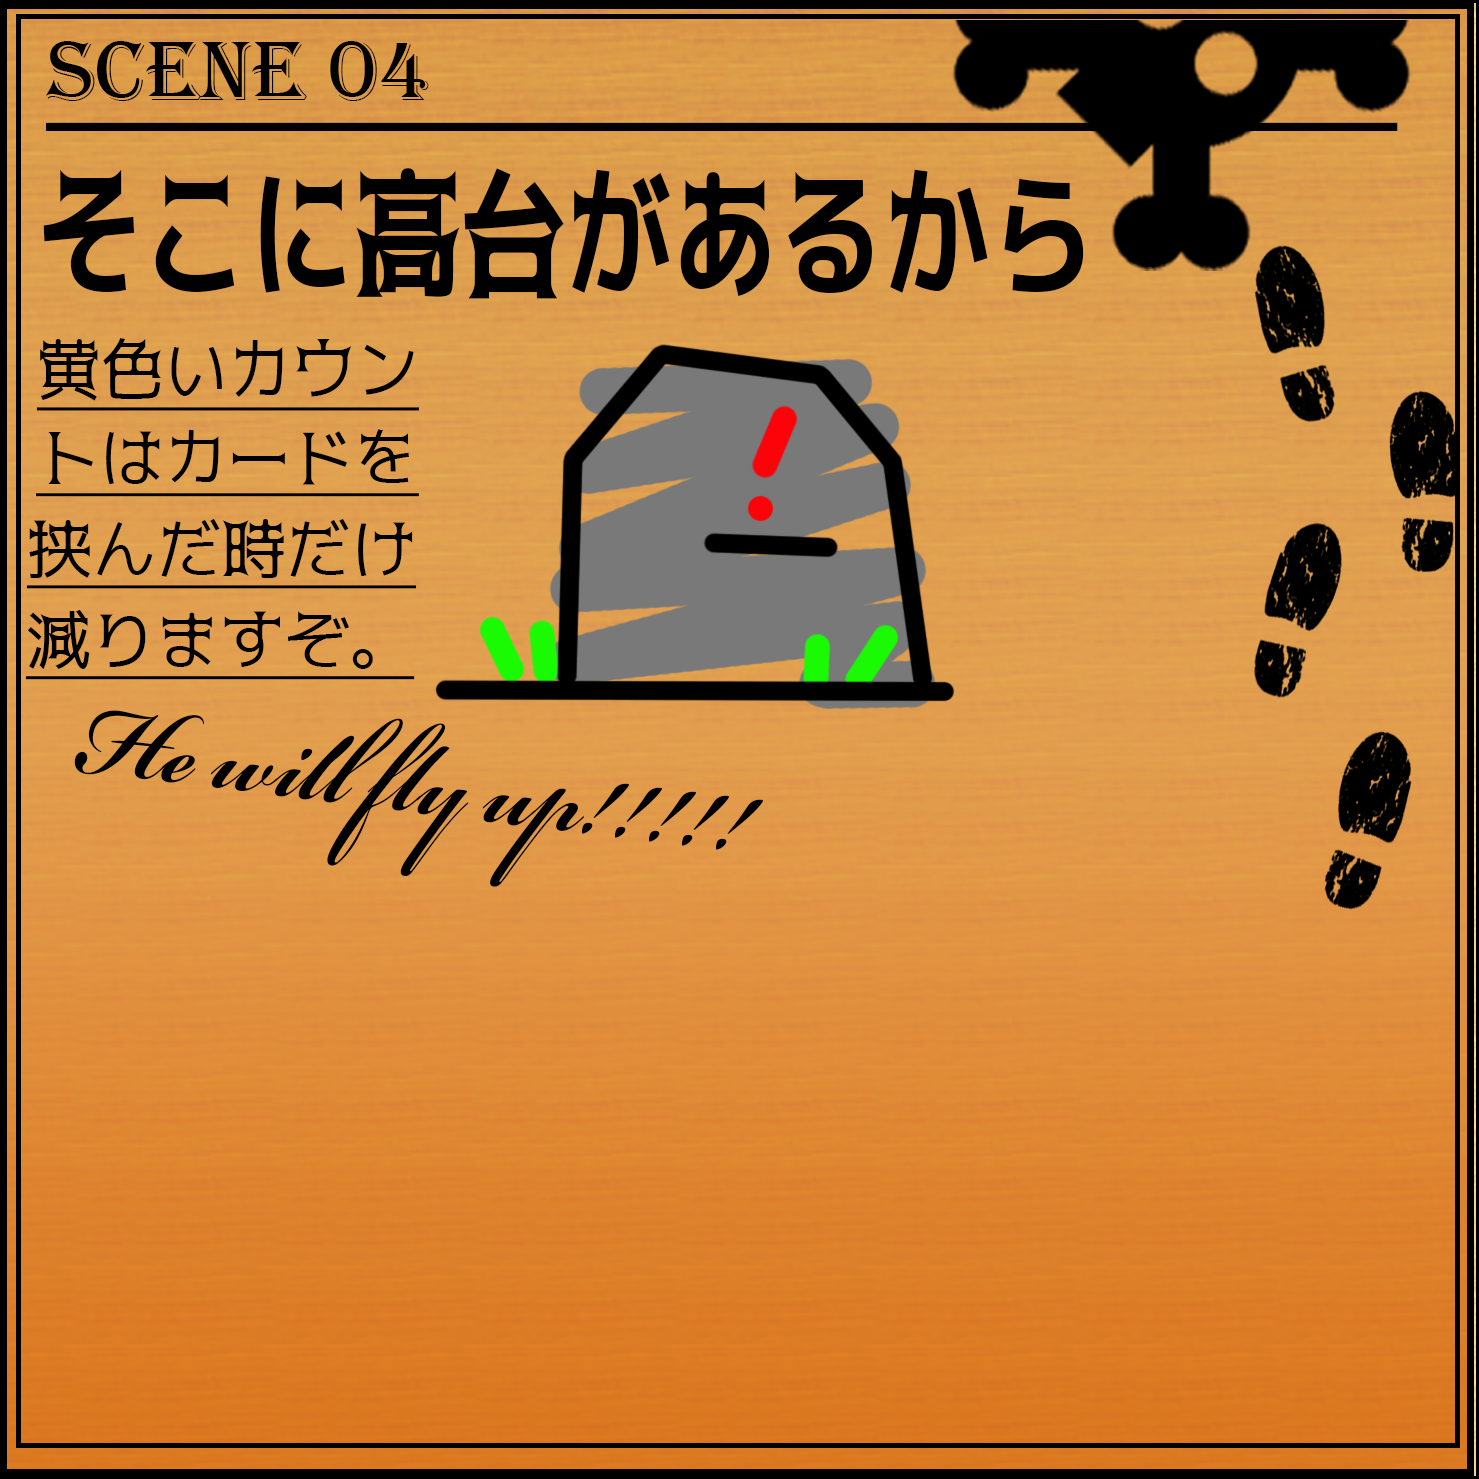 SCENE 04
そこに高台があるから
黄色いカウン
トはカードを
挟んだ時だけ
減りますぞ。
He will fly up!!!!!